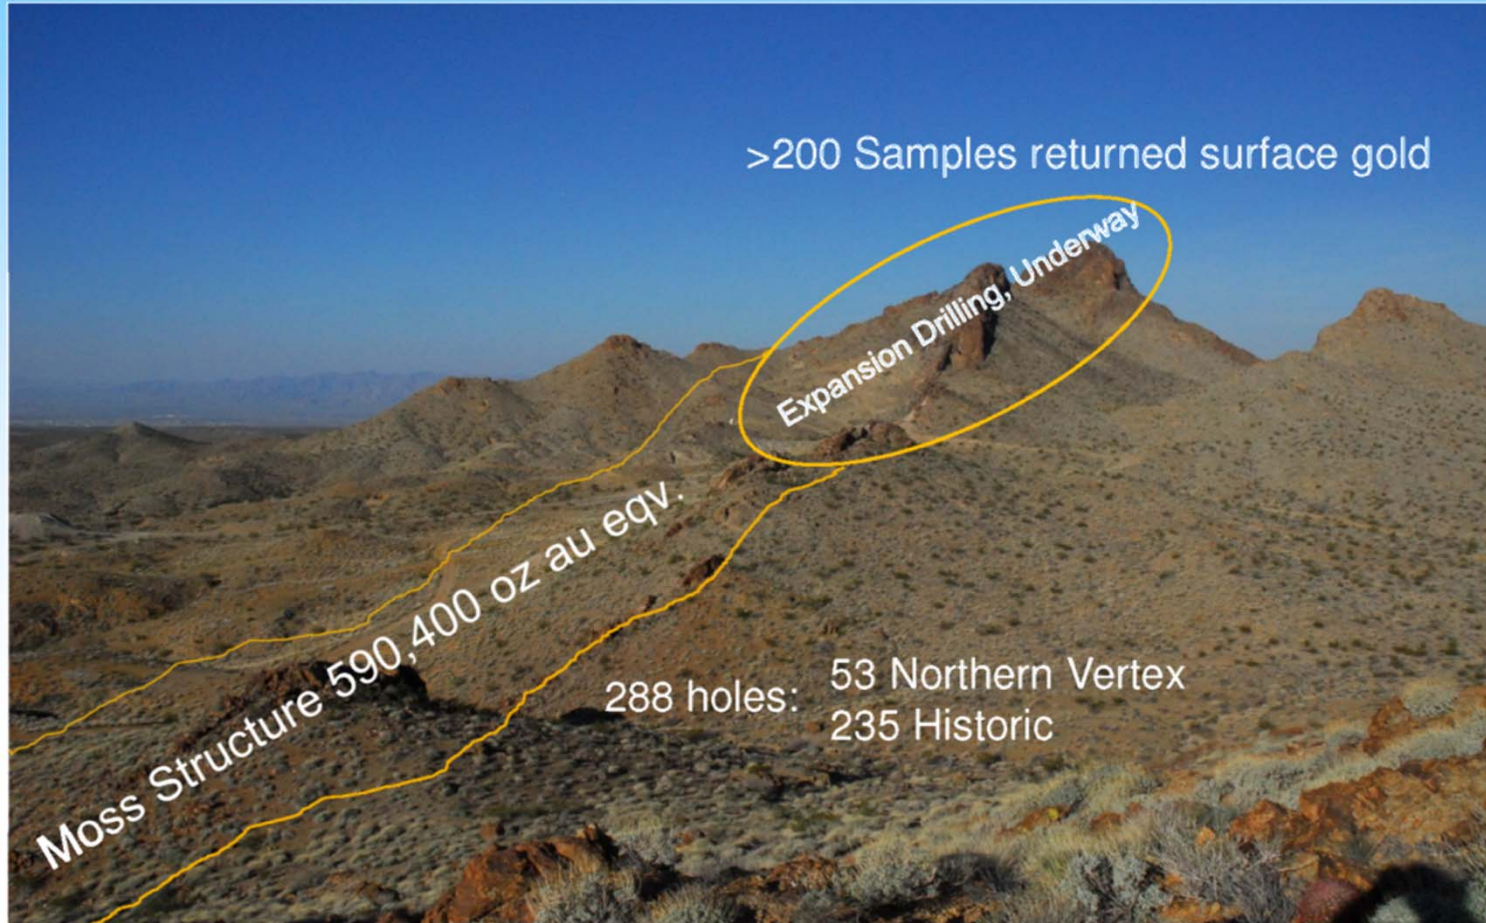 >200 Samples returned surface gold
Expansion Drilling, Underway
Moss Structure 590,400 oz au eqv.
288 holes:
53 Northern Vertex
235 Historic